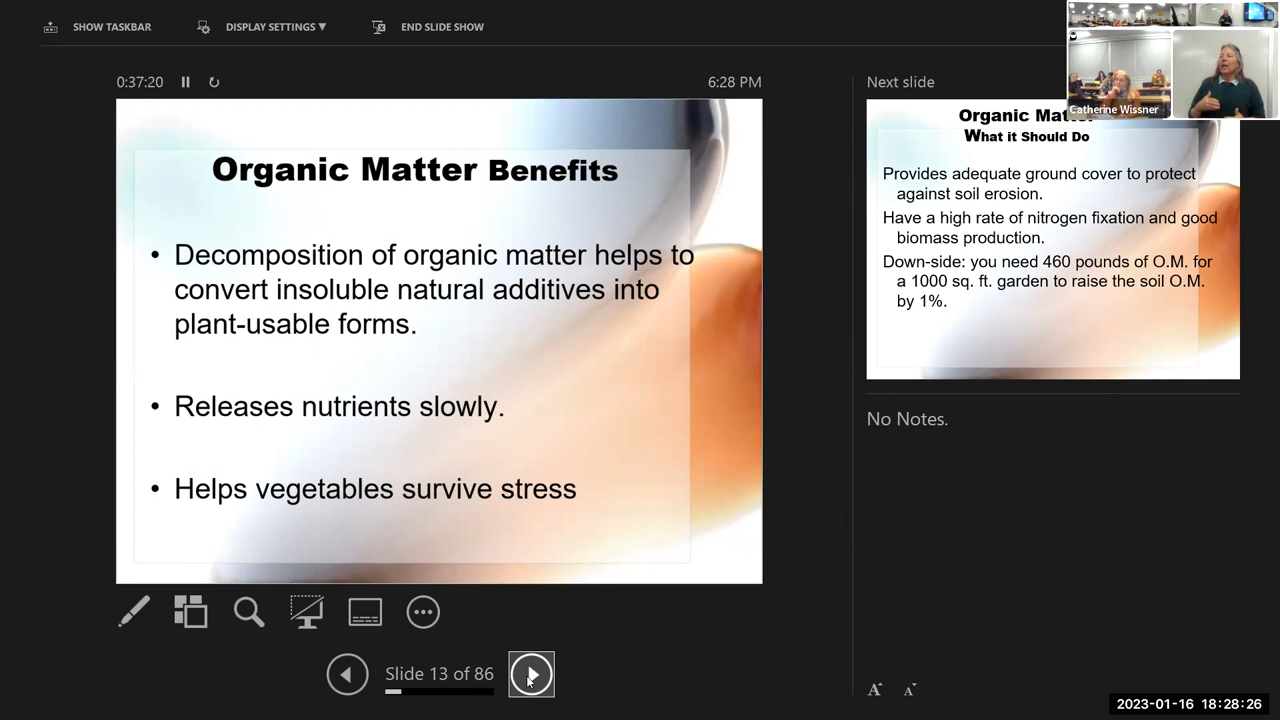 SHOW TASKBAR
DISPLAY SETTINGS ▼
END SLIDE SHOW
0:37:20
6:28 PM
Organic Matter Benefits
• Decomposition of organic matter helps to
convert insoluble natural additives into
plant-usable forms.
• Releases nutrients slowly.
• Helps vegetables survive stress
Slide 13 of 86
Next slide
Catherine Wissner
Organic Matter
What it Should Do
Provides adequate ground cover to protect
against soil erosion.
Have a high rate of nitrogen fixation and good
biomass production.
Down-side: you need 460 pounds of O.M. for
a 1000 sq. ft. garden to raise the soil O.M.
by 1%.
No Notes.
A A
2023-01-16 18:28:26